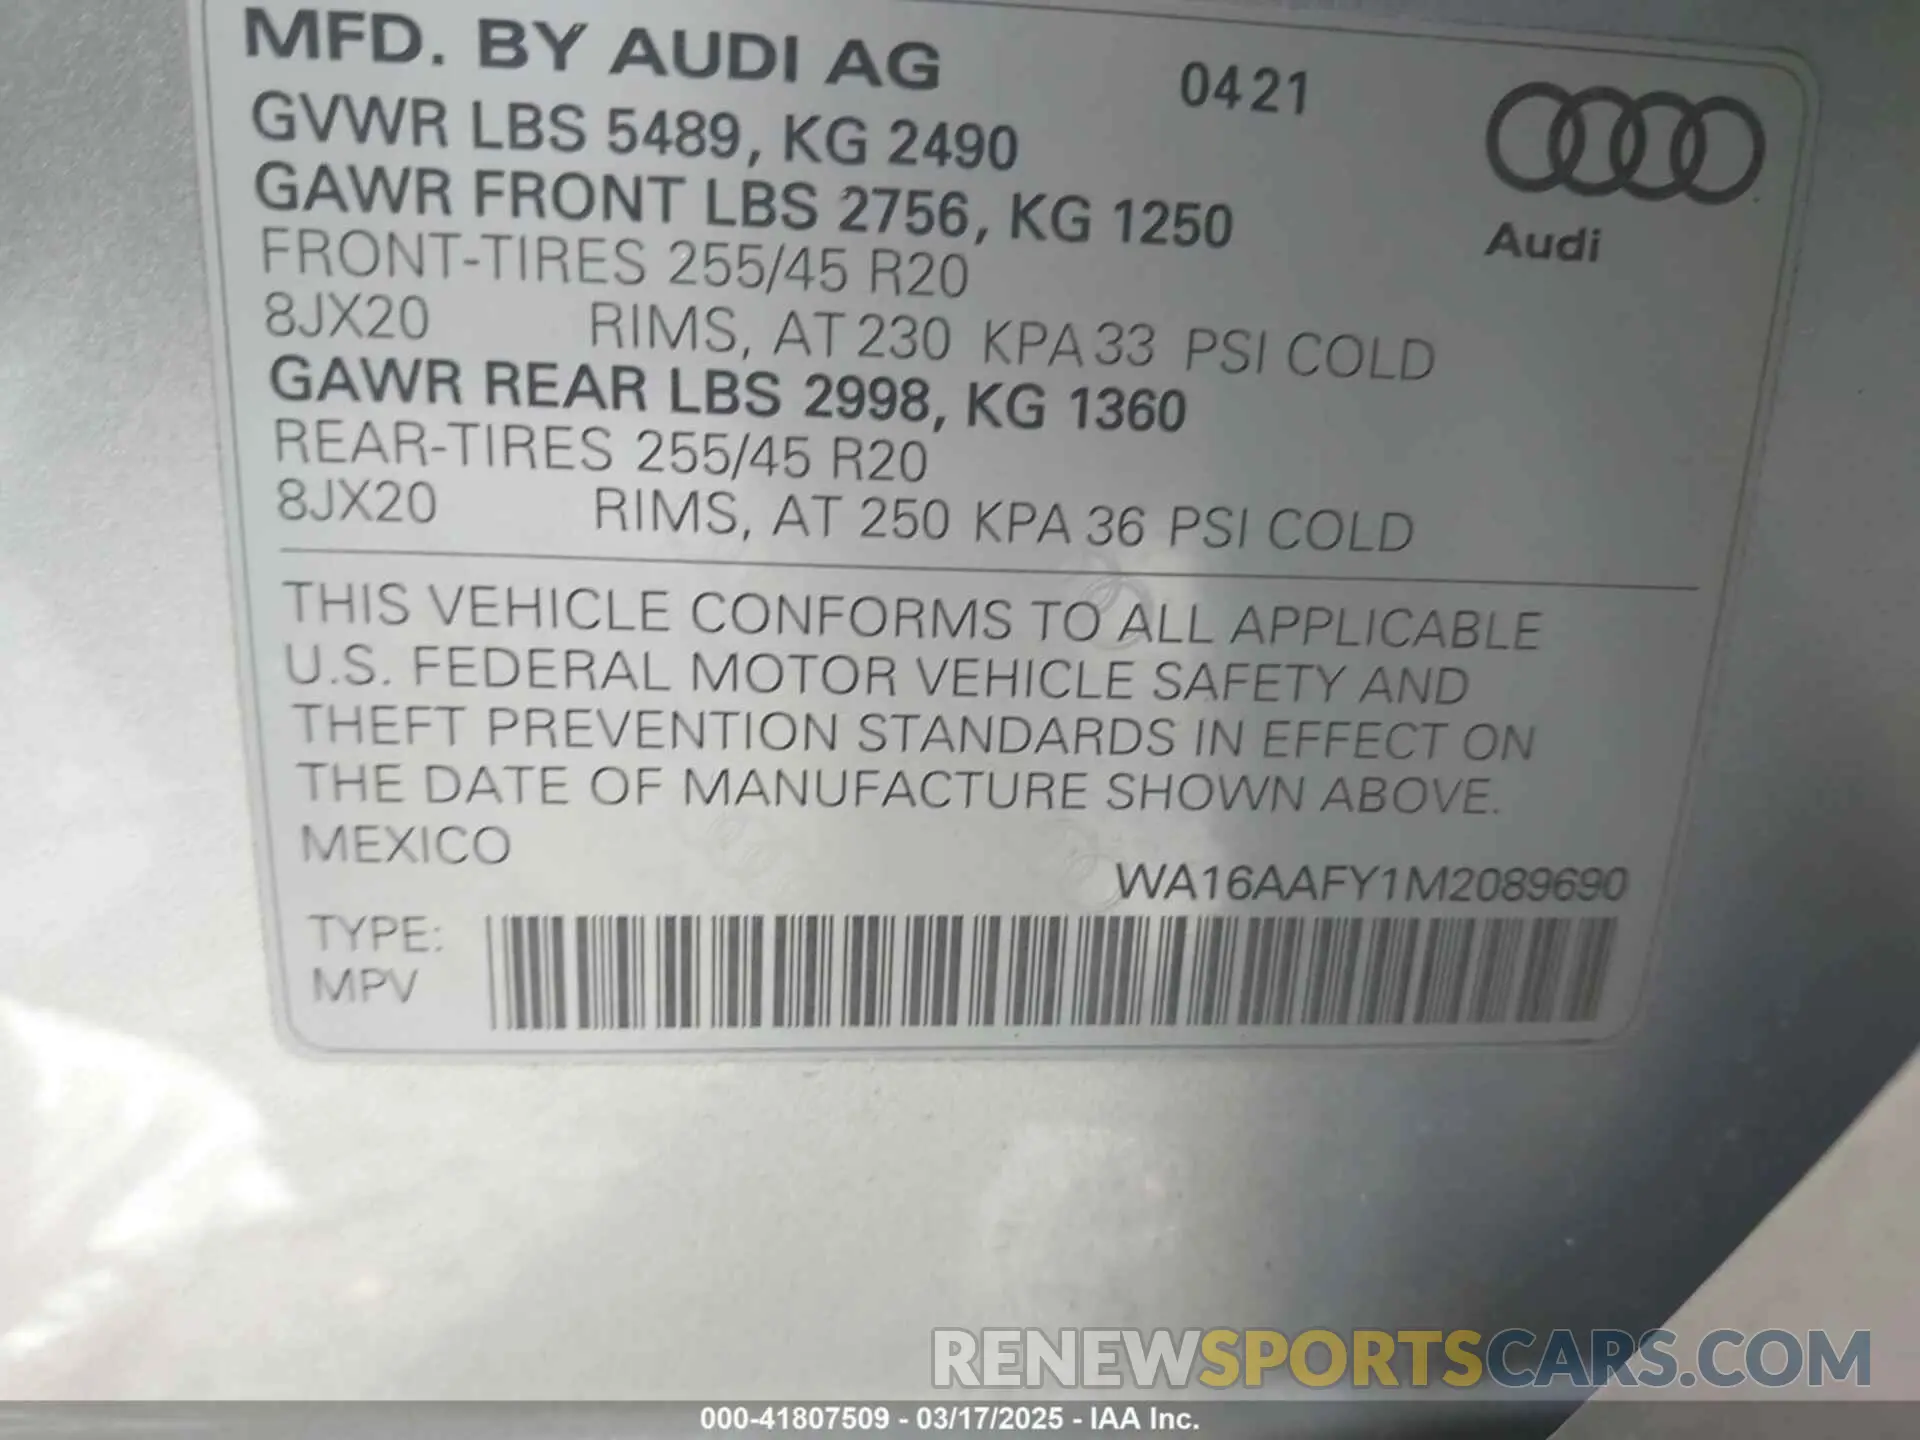 MFD. BY AUDI AG 0421
GVWR LBS 5489, KG 2490
GAWR FRONT LBS 2756, KG 1250
Audi
FRONT-TIRES 255/45 R20
8JX20 RIMS, AT 230 KPA 33 PSI COLD
GAWR REAR LBS 2998, KG 1360
REAR-TIRES 255/45 R20
8JX20 RIMS, AT 250 KPA 36 PSI COLD
THIS VEHICLE CONFORMS TO ALL APPLICABLE
U.S. FEDERAL MOTOR VEHICLE SAFETY AND
THEFT PREVENTION STANDARDS IN EFFECT ON
THE DATE OF MANUFACTURE SHOWN ABOVE.
MEXICO
WA16AAFY1M2089690
TYPE:
MPV
RENEWSPORTSCARS.COM
000-41807509 - 03/17/2025 - IAA Inc.